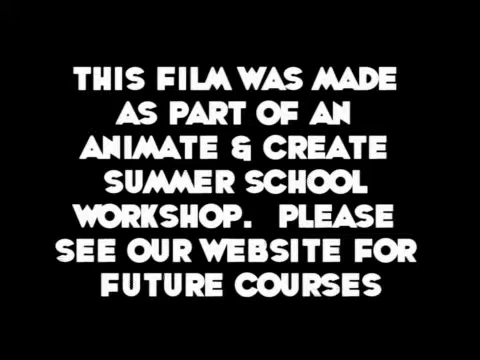 THIS FILM WAS MADE
AS PART OF AN
ANIMATE & CREATE
SUMMER SCHOOL
WORKSHOP. PLEASE
SEE OUR WEBSITE FOR
FUTURE COURSES